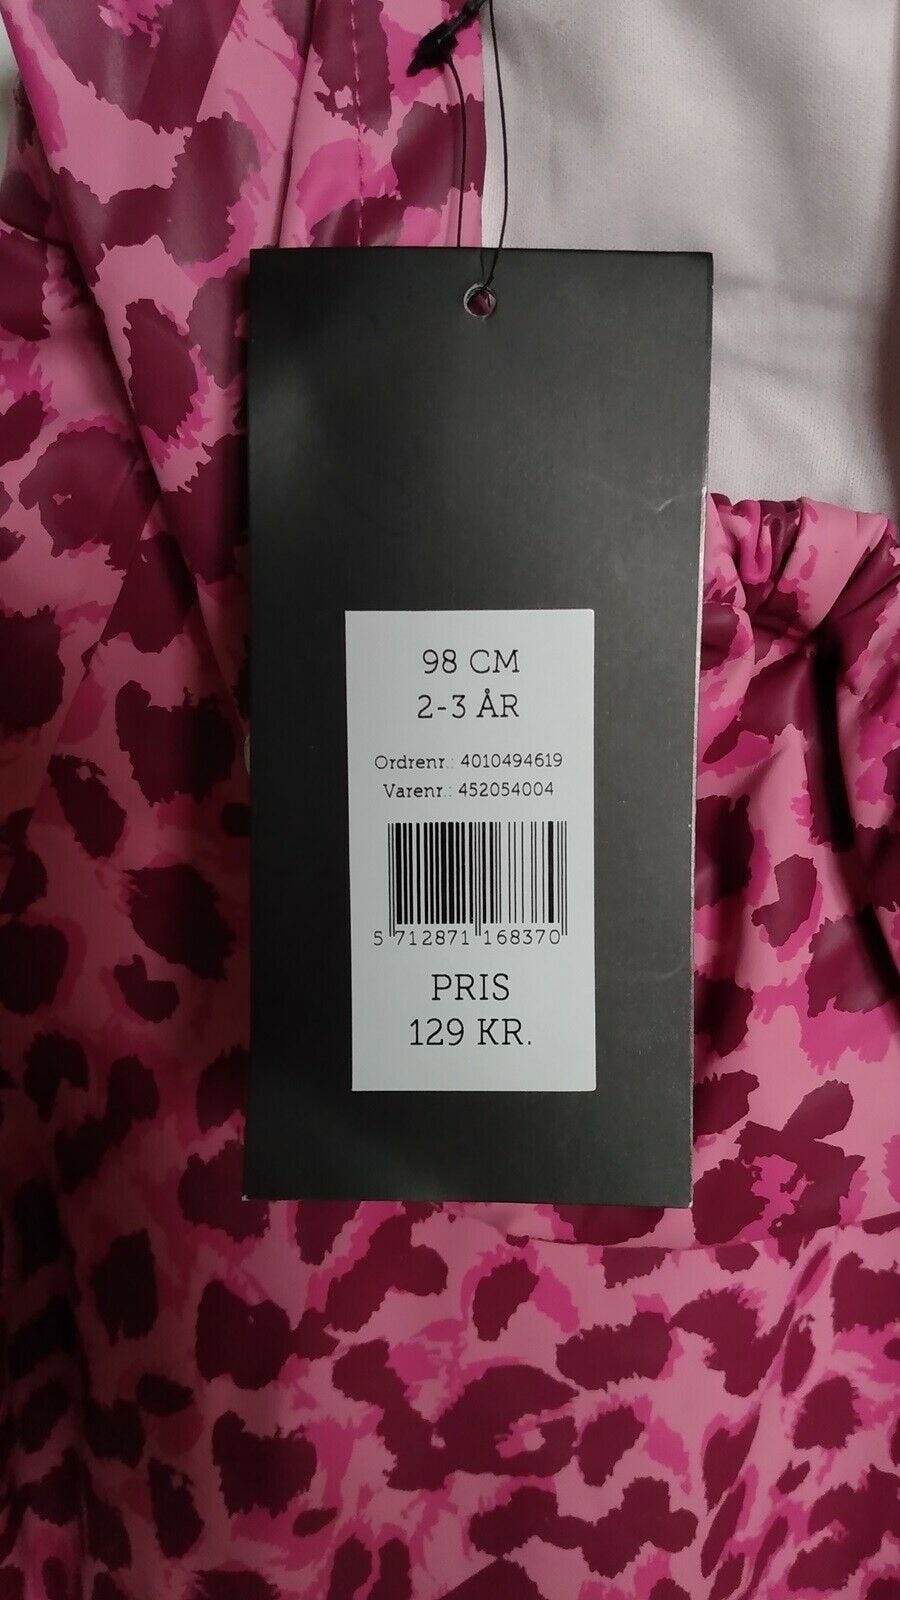 98 CM
2-3 ÅR
Ordrenr.: 4010494619
Varenr.: 452054004
5 712871 168370
PRIS
129 KR.